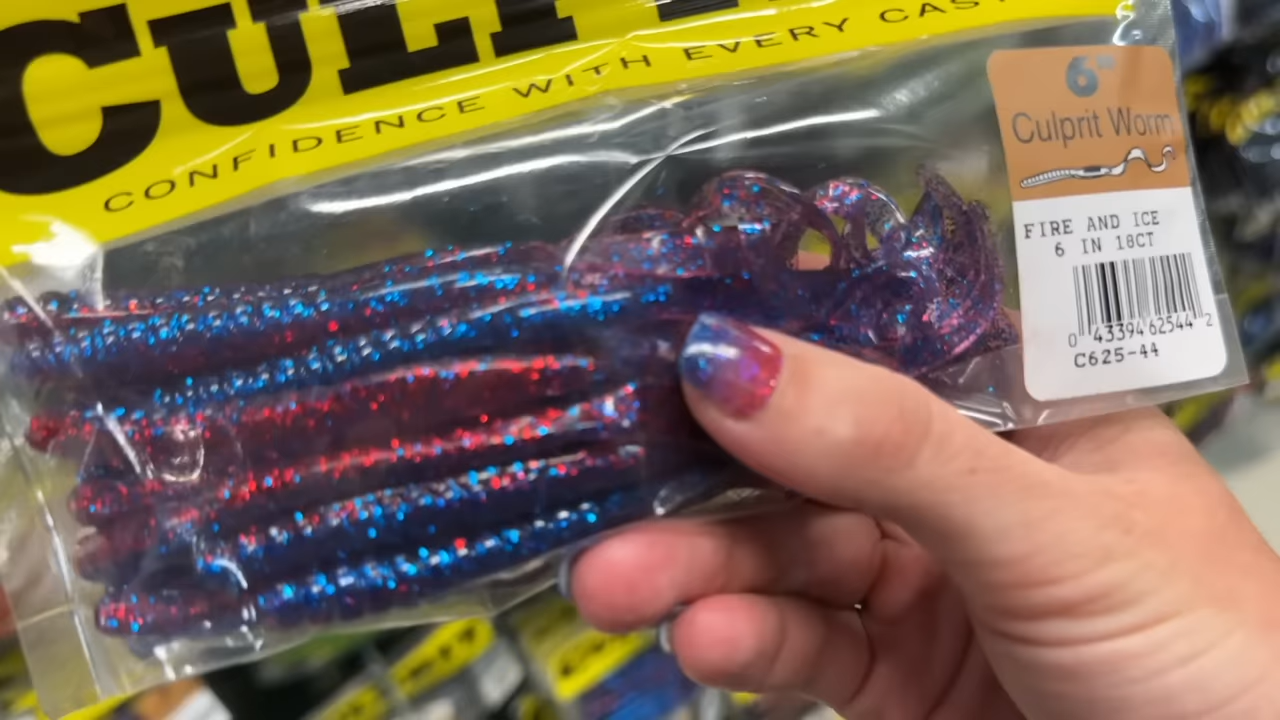 CONFIDENCE WITH EVERY CAST
6"
Culprit Worm
FIRE AND ICE
6 IN 18CT
0 43394 62544 2
C625-44